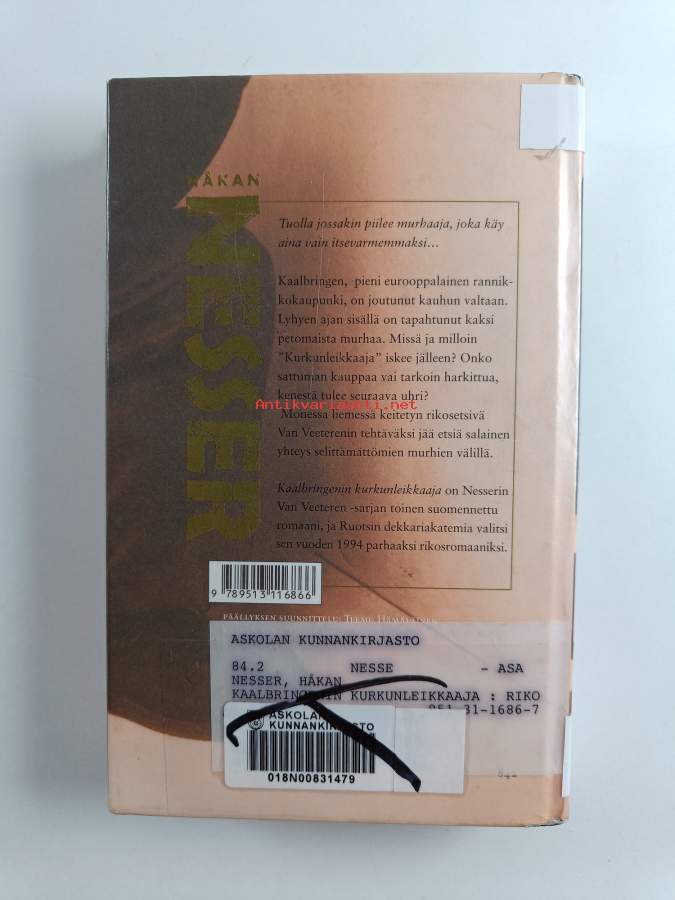 HÅKAN
NESSER
Tuolla jossakin piilee murhaaja, joka käy
aina vain itsevarmemmaksi…
Kaalbringen, pieni eurooppalainen rannik-
kokaupunki, on joutunut kauhun valtaan.
Lyhyen ajan sisällä on tapahtunut kaksi
petomaista murhaa. Missä ja milloin
”Kurkunleikkaaja” iskee jälleen? Onko
sattuman kauppaa vai tarkoin harkittua,
kenestä tulee seuraava uhri?
Antikvariaatti.net
Monessa liemessä keitetyn rikosetsivä
Van Veeterenin tehtäväksi jää etsiä salainen
yhteys selittämättömien murhien välillä.
Kaalbringenin kurkunleikkaaja on Nesserin
Van Veeteren -sarjan toinen suomennettu
romaani, ja Ruotsin dekkariakatemia valitsi
sen vuoden 1994 parhaaksi rikosromaaniksi.
9 789513 116866
PÄÄLLYKSEN SUUNNITTELU: TEEMU HÄMÄLÄINEN
ASKOLAN KUNNANKIRJASTO
84.2 NESSE - ASA
NESSER, HÅKAN
KURKUNLEIKKAAJA : RIKO
951-31-1686-7
ASKOLAN
KUNNANKIRJASTO
018N00831479